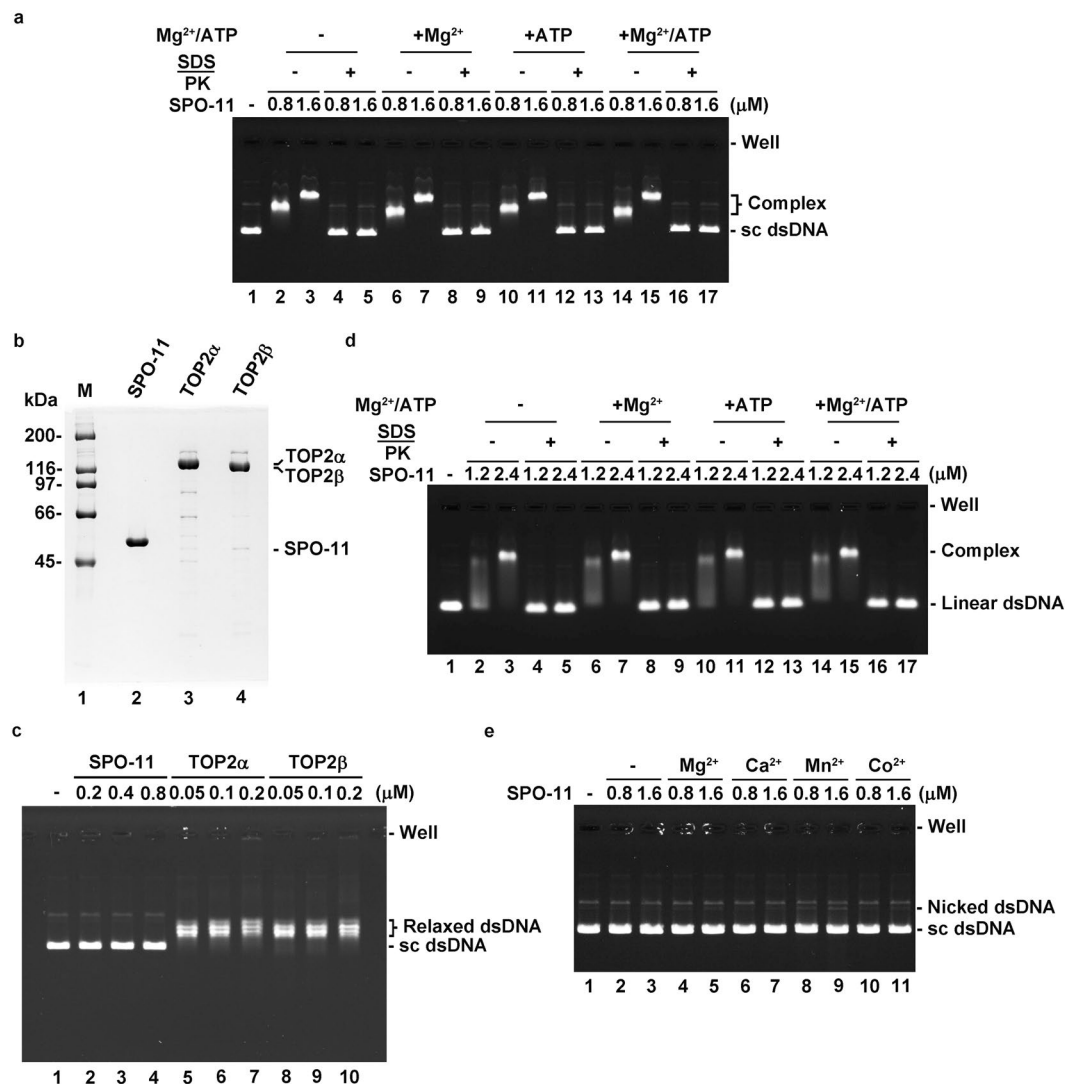 a
Mg²⁺/ATP - +Mg²⁺ +ATP +Mg²⁺/ATP
SDS
PK - + - + - + - +
SPO-11 - 0.8 1.6 0.8 1.6 0.8 1.6 0.8 1.6 0.8 1.6 0.8 1.6 0.8 1.6 0.8 1.6 (μM)
- Well
Complex
- sc dsDNA
1 2 3 4 5 6 7 8 9 10 11 12 13 14 15 16 17
b
M SPO-11 TOP2α TOP2β
kDa
200-
116-
97-
66-
45-
TOP2α
TOP2β
- SPO-11
1 2 3 4
d
Mg²⁺/ATP - +Mg²⁺ +ATP +Mg²⁺/ATP
SDS
PK - + - + - + - +
SPO-11 - 1.2 2.4 1.2 2.4 1.2 2.4 1.2 2.4 1.2 2.4 1.2 2.4 1.2 2.4 1.2 2.4 (μM)
- Well
- Complex
- Linear dsDNA
1 2 3 4 5 6 7 8 9 10 11 12 13 14 15 16 17
c
SPO-11 TOP2α TOP2β
- 0.2 0.4 0.8 0.05 0.1 0.2 0.05 0.1 0.2 (μM)
- Well
Relaxed dsDNA
- sc dsDNA
1 2 3 4 5 6 7 8 9 10
e
- Mg²⁺ Ca²⁺ Mn²⁺ Co²⁺
SPO-11 - 0.8 1.6 0.8 1.6 0.8 1.6 0.8 1.6 0.8 1.6 (μM)
- Well
Nicked dsDNA
- sc dsDNA
1 2 3 4 5 6 7 8 9 10 11